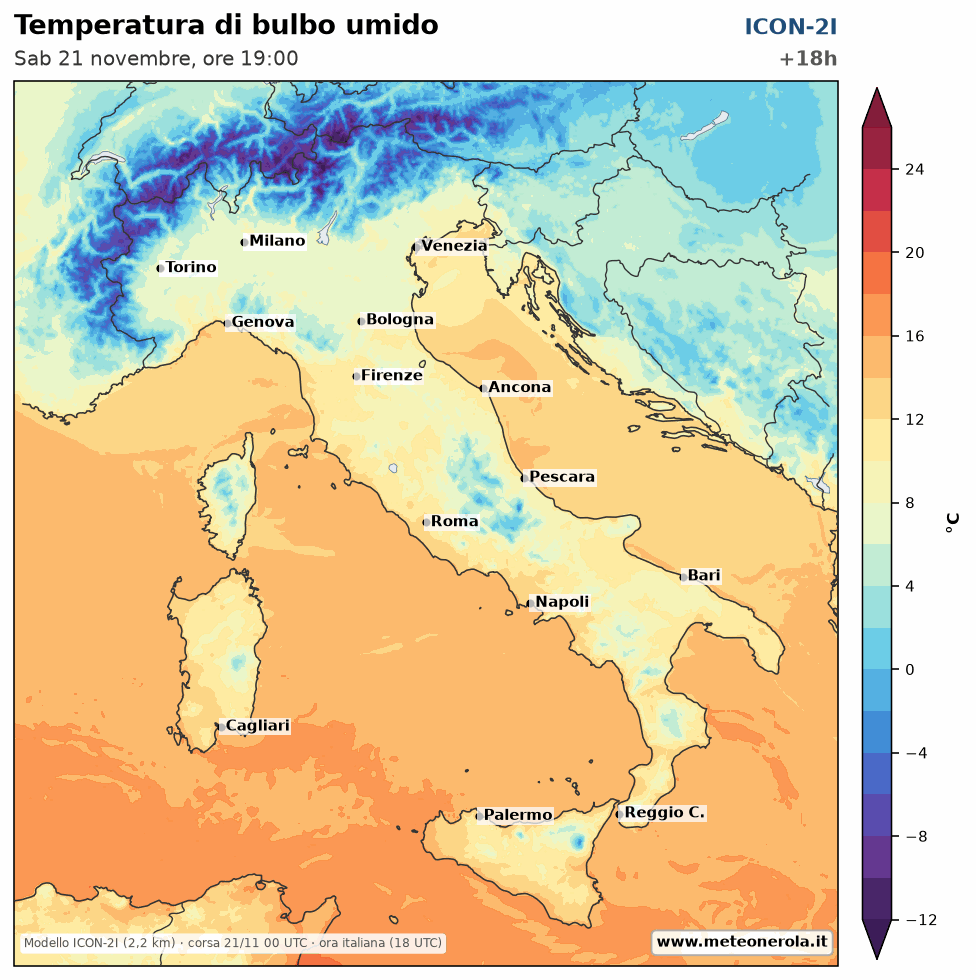 Temperatura di bulbo umido
ICON-2I
Sab 21 novembre, ore 19:00
+18h
Milano
Venezia
Torino
Genova
Bologna
Firenze
Ancona
Pescara
Roma
Bari
Napoli
Cagliari
Palermo
Reggio C.
24
20
16
12
8
4
0
−4
−8
−12
°C
Modello ICON-2I (2,2 km) · corsa 21/11 00 UTC · ora italiana (18 UTC)
www.meteonerola.it